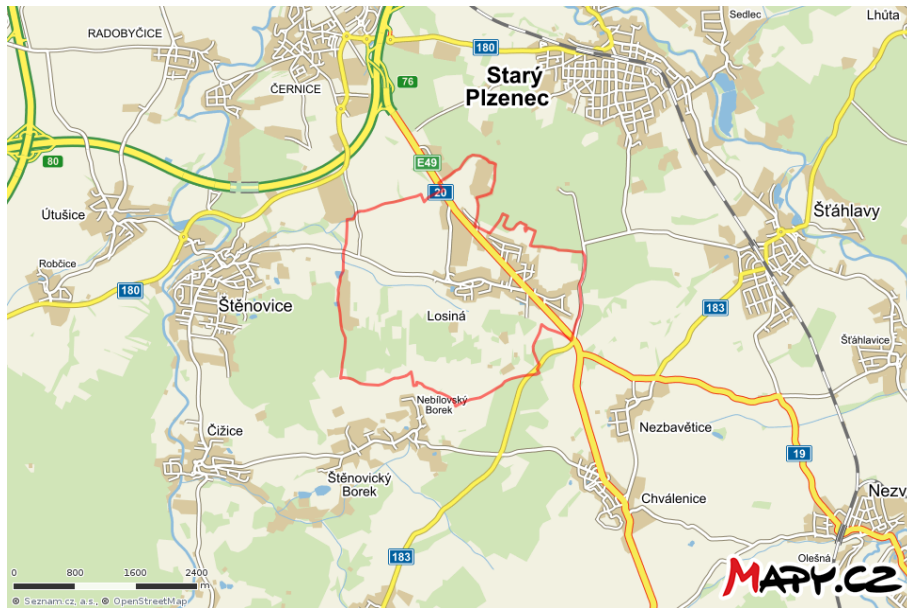 Sedlec
Lhúta
RADOBYČICE
180
Starý
Plzenec
76
ČERNICE
E49
80
20
Útušice
Šťáhlavy
Robčice
180
Štěnovice
183
Losiná
Šťáhlavice
Nebílovský
Borek
Čižice
Nezbavětice
19
Štěnovický
Borek
Chválenice
Nezv
183
Olešná
0 800 1600 2400
m
© Seznam.cz, a.s., © OpenStreetMap
MAPY.CZ